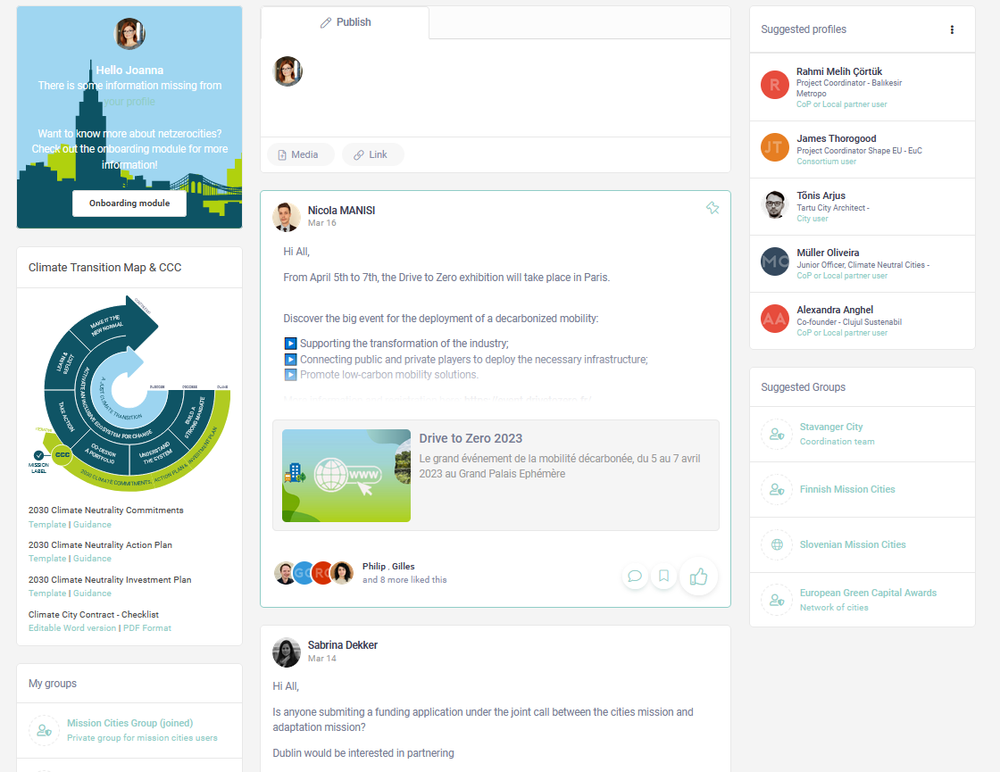 Hello Joanna
There is some information missing from
your profile
Want to know more about netzerocities?
Check out the onboarding module for more
information!
Onboarding module
Climate Transition Map & CCC
MAKE IT THE
NEW NORMAL
LEARN &
REFLECT
ACTIVATE AN INCLUSIVE ECOSYSTEM FOR CHANGE
A JUST CLIMATE TRANSITION
PURPOSE
PROCESS
PLANS
TAKE ACTION
BUILD A
STRONG MANDATE
CO-DESIGN
A PORTFOLIO
UNDERSTAND
THE SYSTEM
CCC
MISSION
LABEL
2030 CLIMATE COMMITMENTS, ACTION PLAN & INVESTMENT PLAN
2030 Climate Neutrality Commitments
Template | Guidance
2030 Climate Neutrality Action Plan
Template | Guidance
2030 Climate Neutrality Investment Plan
Template | Guidance
Climate City Contract - Checklist
Editable Word version | PDF Format
My groups
Mission Cities Group (joined)
Private group for mission cities users
Publish
Media
Link
Nicola MANISI
Mar 16
Hi All,
From April 5th to 7th, the Drive to Zero exhibition will take place in Paris.
Discover the big event for the deployment of a decarbonized mobility:
▶ Supporting the transformation of the industry;
▶ Connecting public and private players to deploy the necessary infrastructure;
▶ Promote low-carbon mobility solutions.
www
Drive to Zero 2023
Le grand événement de la mobilité décarbonée, du 5 au 7 avril
2023 au Grand Palais Ephémère
GC
RC
Philip , Gilles
and 8 more liked this
Sabrina Dekker
Mar 14
Hi All,
Is anyone submiting a funding application under the joint call between the cities mission and
adaptation mission?
Dublin would be interested in partnering
Suggested profiles
R
Rahmi Melih Çörtük
Project Coordinator - Balıkesir
Metropo
CoP or Local partner user
JT
James Thorogood
Project Coordinator Shape EU - EuC
Consortium user
Tõnis Arjus
Tartu City Architect -
City user
MO
Müller Oliveira
Junior Officer, Climate Neutral Cities -
CoP or Local partner user
AA
Alexandra Anghel
Co-founder - Clujul Sustenabil
CoP or Local partner user
Suggested Groups
Stavanger City
Coordination team
Finnish Mission Cities
Slovenian Mission Cities
European Green Capital Awards
Network of cities